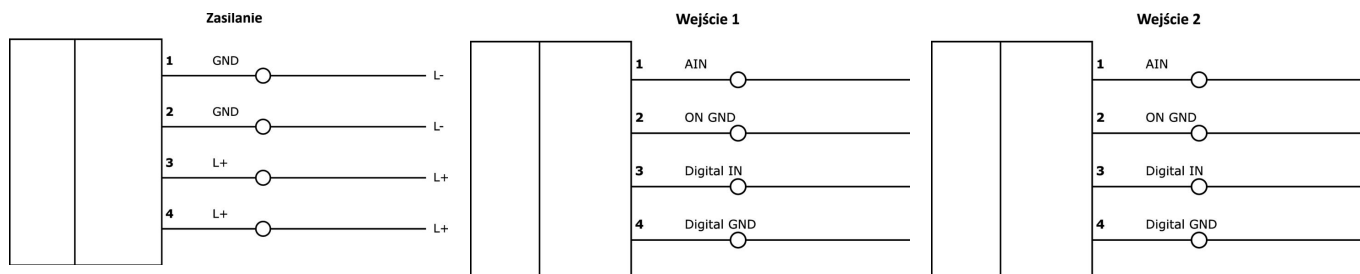 Zasilanie
1 GND L-
2 GND L-
3 L+ L+
4 L+ L+
Wejście 1
1 AIN
2 ON GND
3 Digital IN
4 Digital GND
Wejście 2
1 AIN
2 ON GND
3 Digital IN
4 Digital GND